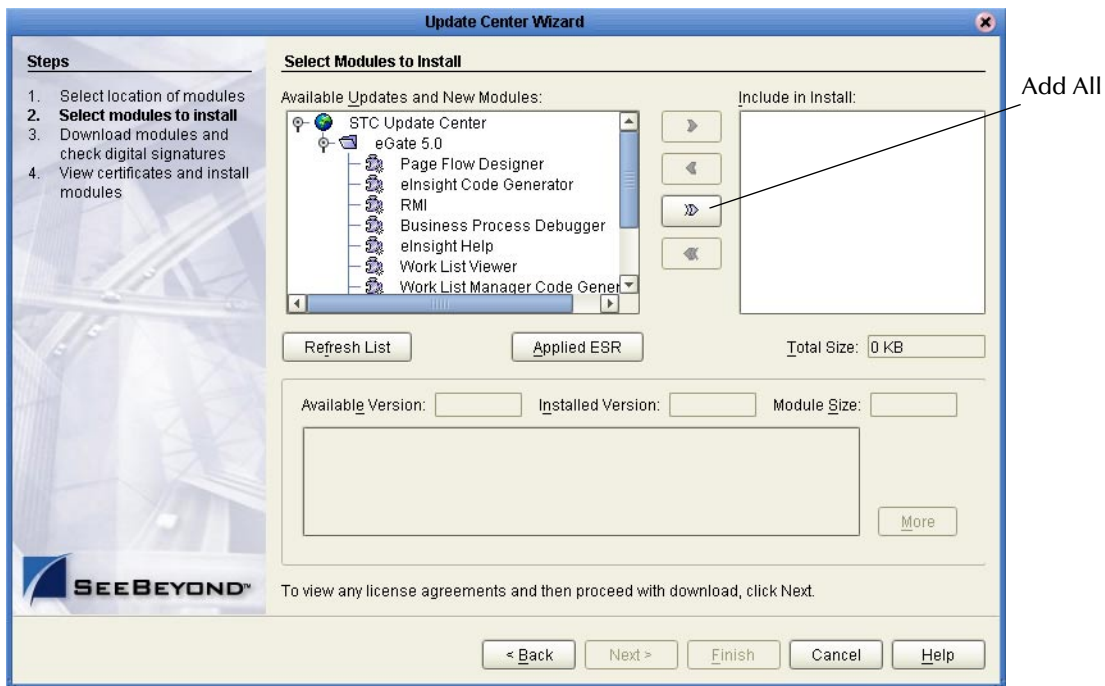 Update Center Wizard
Steps
1. Select location of modules
2. Select modules to install
3. Download modules and
check digital signatures
4. View certificates and install
modules
SEEBEYOND™
Select Modules to Install
Available Updates and New Modules:
STC Update Center
eGate 5.0
Page Flow Designer
eInsight Code Generator
RMI
Business Process Debugger
eInsight Help
Work List Viewer
Work List Manager Code Gener
Include in Install:
Add All
Refresh List
Applied ESR
Total Size: 0 KB
Available Version:
Installed Version:
Module Size:
More
To view any license agreements and then proceed with download, click Next.
< Back
Next >
Finish
Cancel
Help